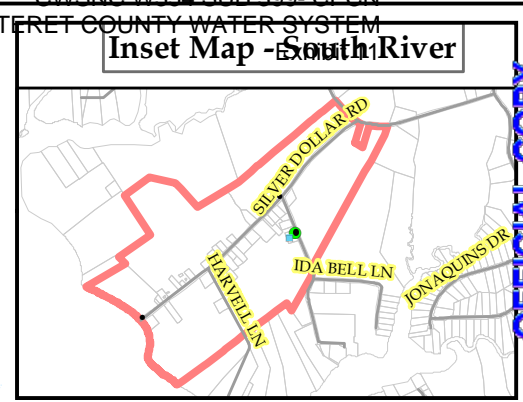 TERET COUNTY WATER SYSTEM
Exhibit 11
Inset Map - South River
SILVER DOLLAR RD
IDA BELL LN
JONAQUINS DR
HARVELL LN